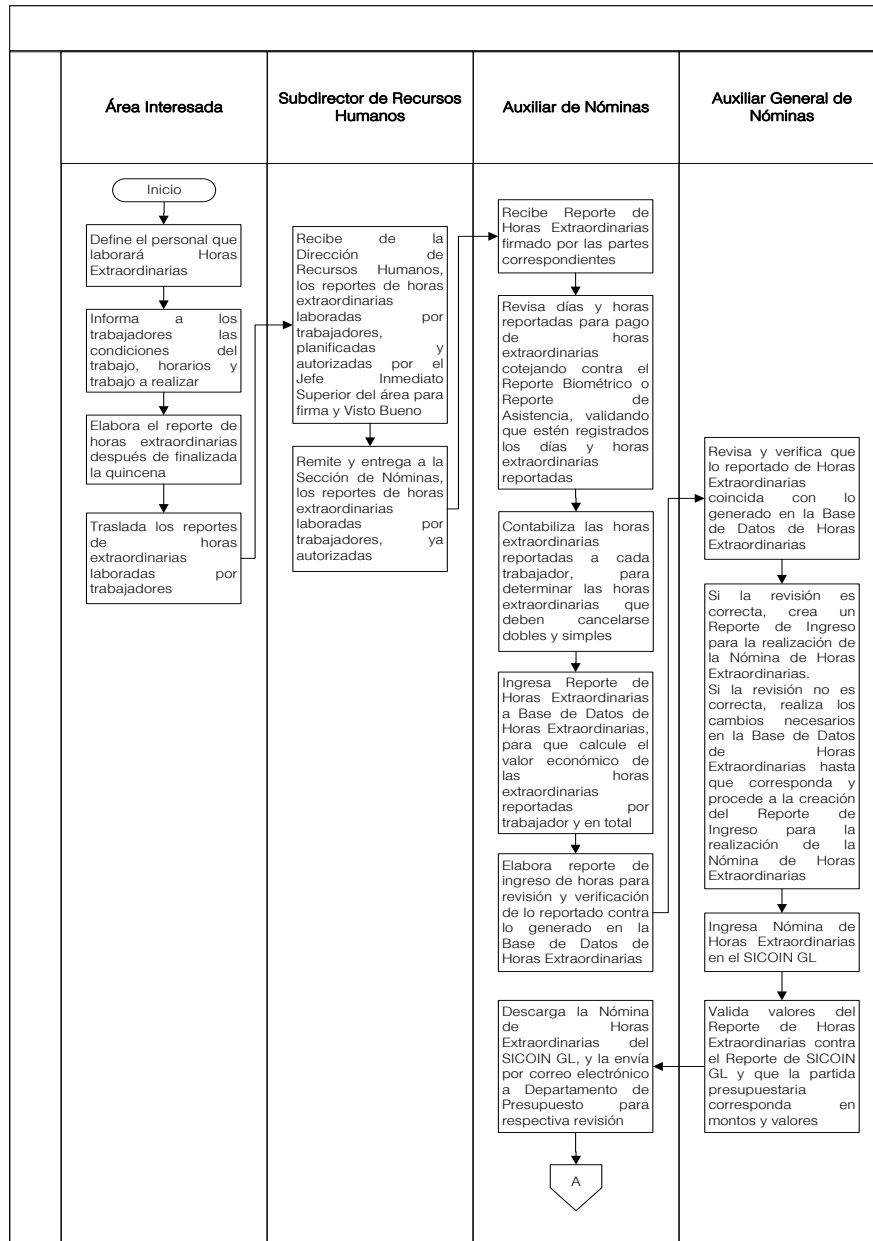 Área Interesada
Subdirector de Recursos
Humanos
Auxiliar de Nóminas
Auxiliar General de
Nóminas
Inicio
Define el personal que
laborará Horas
Extraordinarias
Informa a los
trabajadores las
condiciones del
trabajo, horarios y
trabajo a realizar
Elabora el reporte de
horas extraordinarias
después de finalizada
la quincena
Traslada los reportes
de horas
extraordinarias
laboradas por
trabajadores
Recibe de la
Dirección de
Recursos Humanos,
los reportes de horas
extraordinarias
laboradas por
trabajadores,
planificadas y
autorizadas por el
Jefe Inmediato
Superior del área para
firma y Visto Bueno
Remite y entrega a la
Sección de Nóminas,
los reportes de horas
extraordinarias
laboradas por
trabajadores, ya
autorizadas
Recibe Reporte de
Horas Extraordinarias
firmado por las partes
correspondientes
Revisa días y horas
reportadas para pago
de horas
extraordinarias
cotejando contra el
Reporte Biométrico o
Reporte de
Asistencia, validando
que estén registrados
los días y horas
extraordinarias
reportadas
Contabiliza las horas
extraordinarias
reportadas a cada
trabajador, para
determinar las horas
extraordinarias que
deben cancelarse
dobles y simples
Ingresa Reporte de
Horas Extraordinarias
a Base de Datos de
Horas Extraordinarias,
para que calcule el
valor económico de
las horas
extraordinarias
reportadas por
trabajador y en total
Elabora reporte de
ingreso de horas para
revisión y verificación
de lo reportado contra
lo generado en la
Base de Datos de
Horas Extraordinarias
Revisa y verifica que
lo reportado de Horas
Extraordinarias
coincida con lo
generado en la Base
de Datos de Horas
Extraordinarias
Si la revisión es
correcta, crea un
Reporte de Ingreso
para la realización de
la Nómina de Horas
Extraordinarias.
Si la revisión no es
correcta, realiza los
cambios necesarios
en la Base de Datos
de Horas
Extraordinarias hasta
que corresponda y
procede a la creación
del Reporte de
Ingreso para la
realización de la
Nómina de Horas
Extraordinarias
Ingresa Nómina de
Horas Extraordinarias
en el SICOIN GL
Valida valores del
Reporte de Horas
Extraordinarias contra
el Reporte de SICOIN
GL y que la partida
presupuestaria
corresponda en
montos y valores
Descarga la Nómina
de Horas
Extraordinarias del
SICOIN GL, y la envía
por correo electrónico
a Departamento de
Presupuesto para
respectiva revisión
A